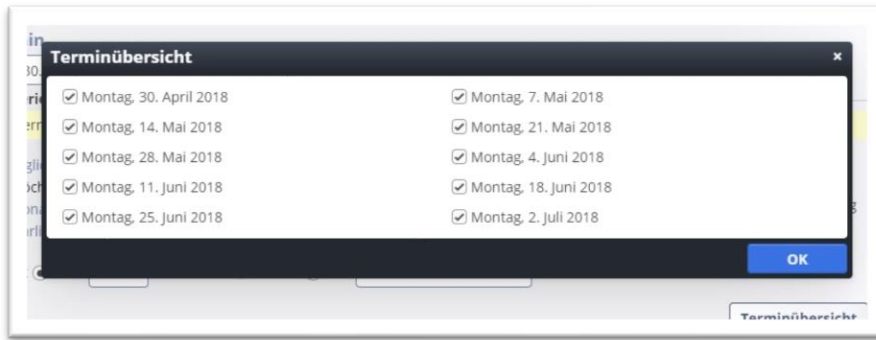 in
Terminübersicht ×
30.
Montag, 30. April 2018 Montag, 7. Mai 2018
Montag, 14. Mai 2018 Montag, 21. Mai 2018
Montag, 28. Mai 2018 Montag, 4. Juni 2018
Montag, 11. Juni 2018 Montag, 18. Juni 2018
Montag, 25. Juni 2018 Montag, 2. Juli 2018
OK
Terminübersicht